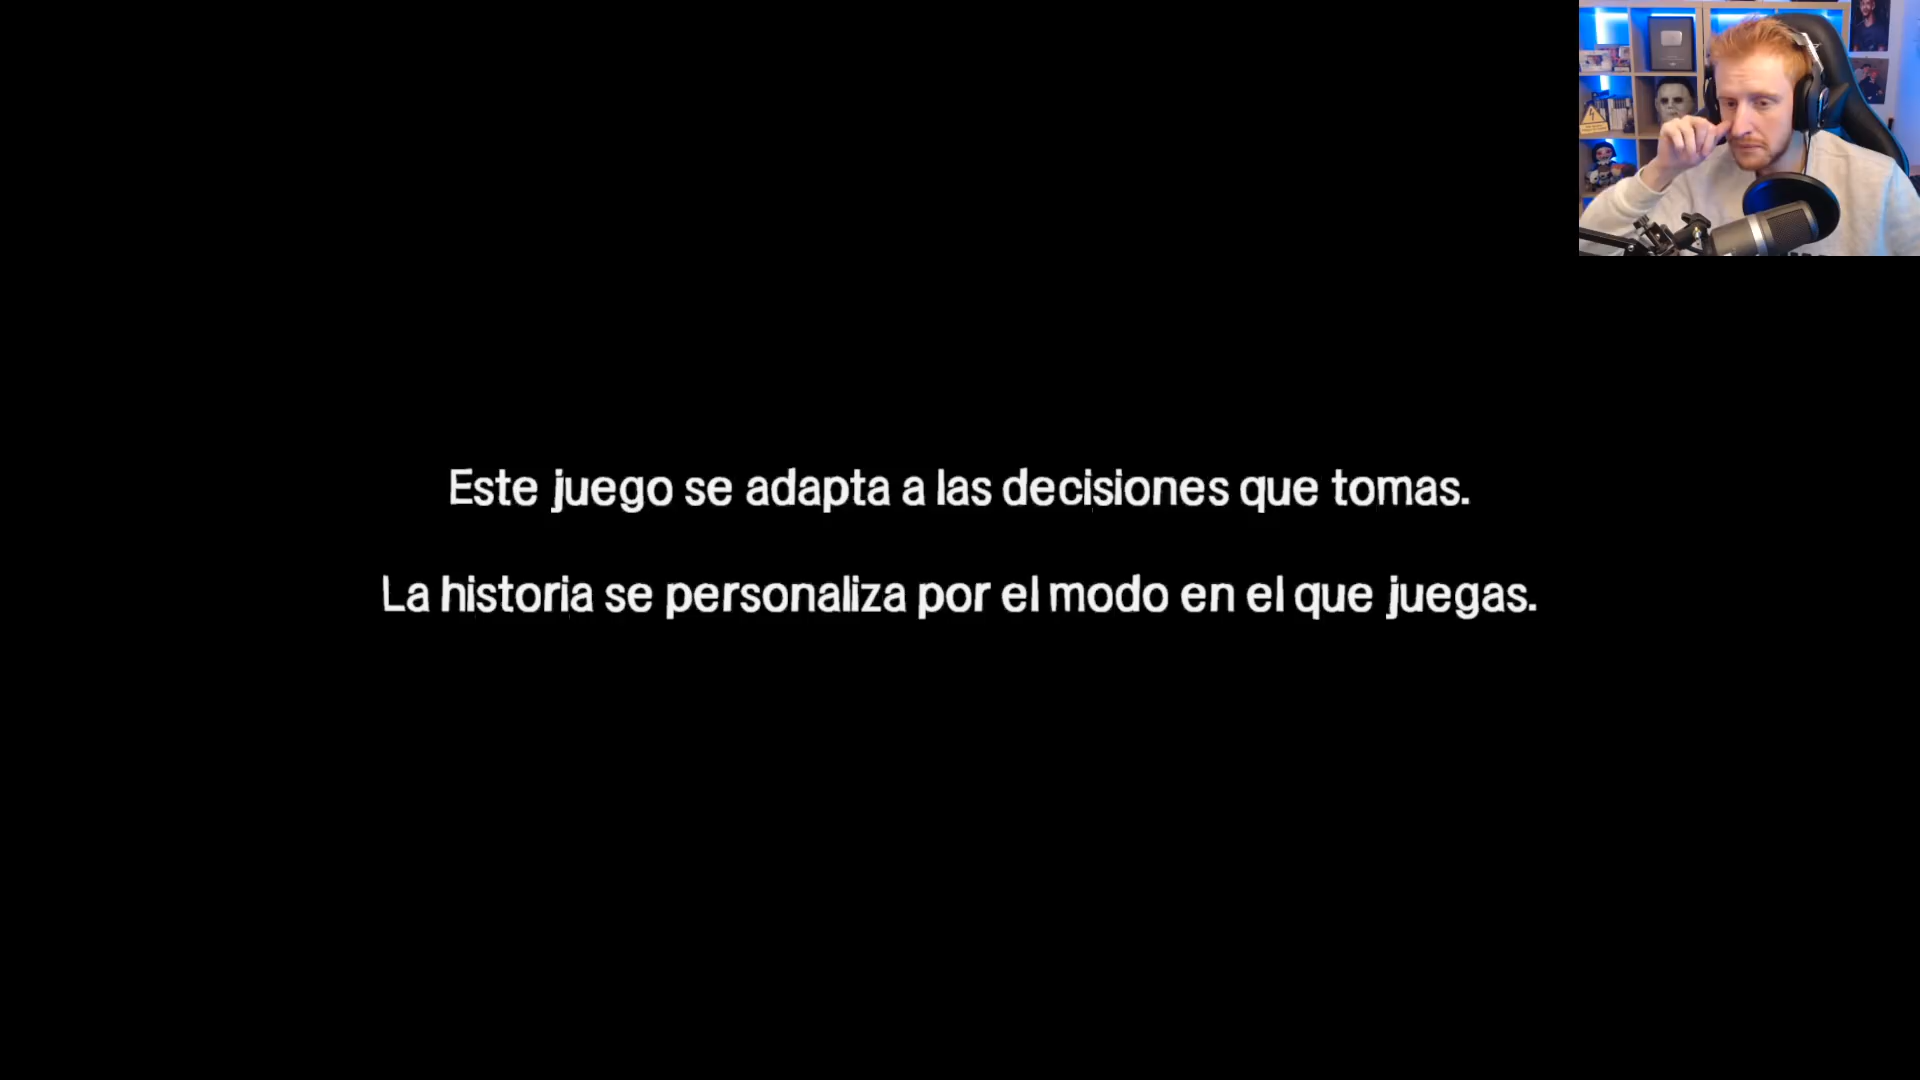 Este juego se adapta a las decisiones que tomas.
La historia se personaliza por el modo en el que juegas.